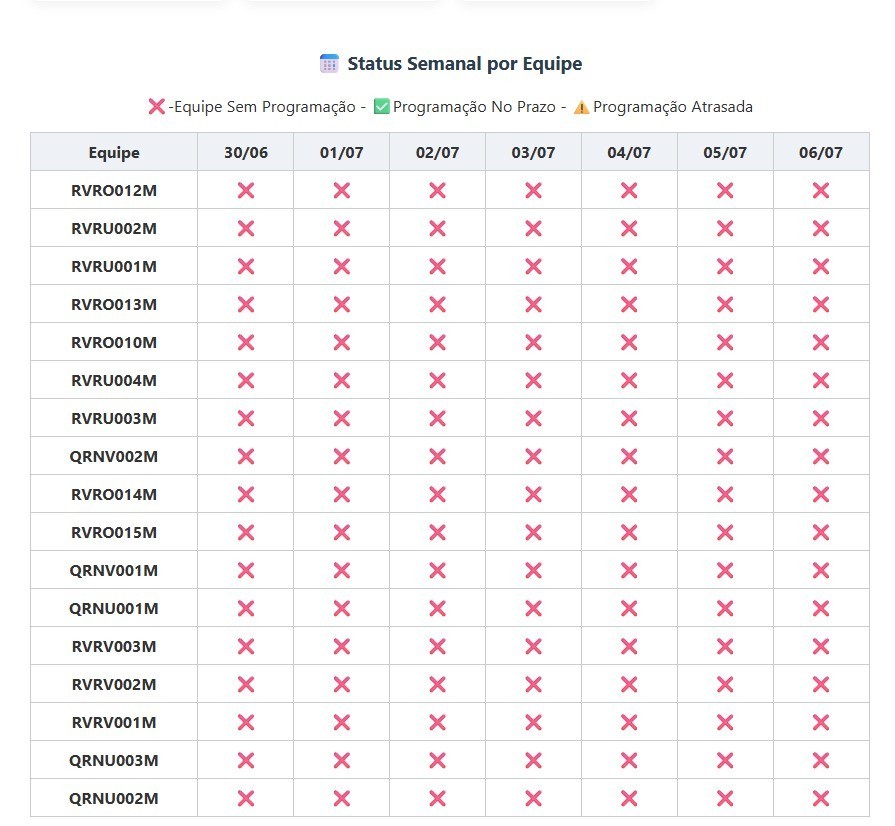 📅 Status Semanal por Equipe
❌-Equipe Sem Programação - ✅Programação No Prazo - ⚠️Programação Atrasada
Equipe 30/06 01/07 02/07 03/07 04/07 05/07 06/07
RVRO012M ❌ ❌ ❌ ❌ ❌ ❌ ❌
RVRU002M ❌ ❌ ❌ ❌ ❌ ❌ ❌
RVRU001M ❌ ❌ ❌ ❌ ❌ ❌ ❌
RVRO013M ❌ ❌ ❌ ❌ ❌ ❌ ❌
RVRO010M ❌ ❌ ❌ ❌ ❌ ❌ ❌
RVRU004M ❌ ❌ ❌ ❌ ❌ ❌ ❌
RVRU003M ❌ ❌ ❌ ❌ ❌ ❌ ❌
QRNV002M ❌ ❌ ❌ ❌ ❌ ❌ ❌
RVRO014M ❌ ❌ ❌ ❌ ❌ ❌ ❌
RVRO015M ❌ ❌ ❌ ❌ ❌ ❌ ❌
QRNV001M ❌ ❌ ❌ ❌ ❌ ❌ ❌
QRNU001M ❌ ❌ ❌ ❌ ❌ ❌ ❌
RVRV003M ❌ ❌ ❌ ❌ ❌ ❌ ❌
RVRV002M ❌ ❌ ❌ ❌ ❌ ❌ ❌
RVRV001M ❌ ❌ ❌ ❌ ❌ ❌ ❌
QRNU003M ❌ ❌ ❌ ❌ ❌ ❌ ❌
QRNU002M ❌ ❌ ❌ ❌ ❌ ❌ ❌